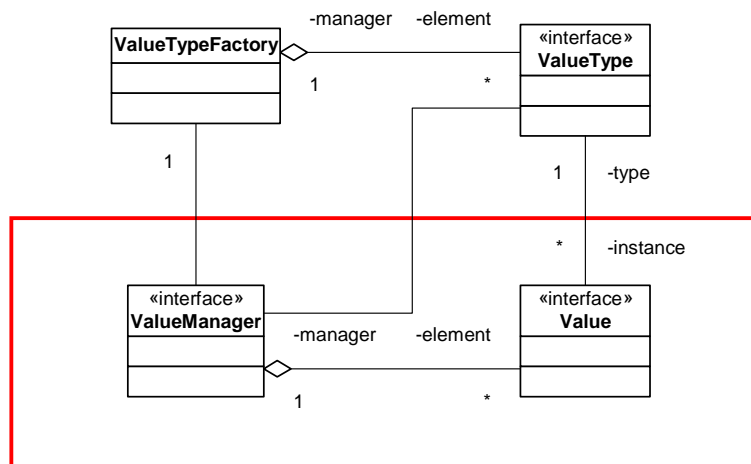 -manager -element
ValueTypeFactory
«interface»
ValueType
1 *
1
1 -type
* -instance
«interface»
ValueManager
«interface»
Value
-manager -element
1 *